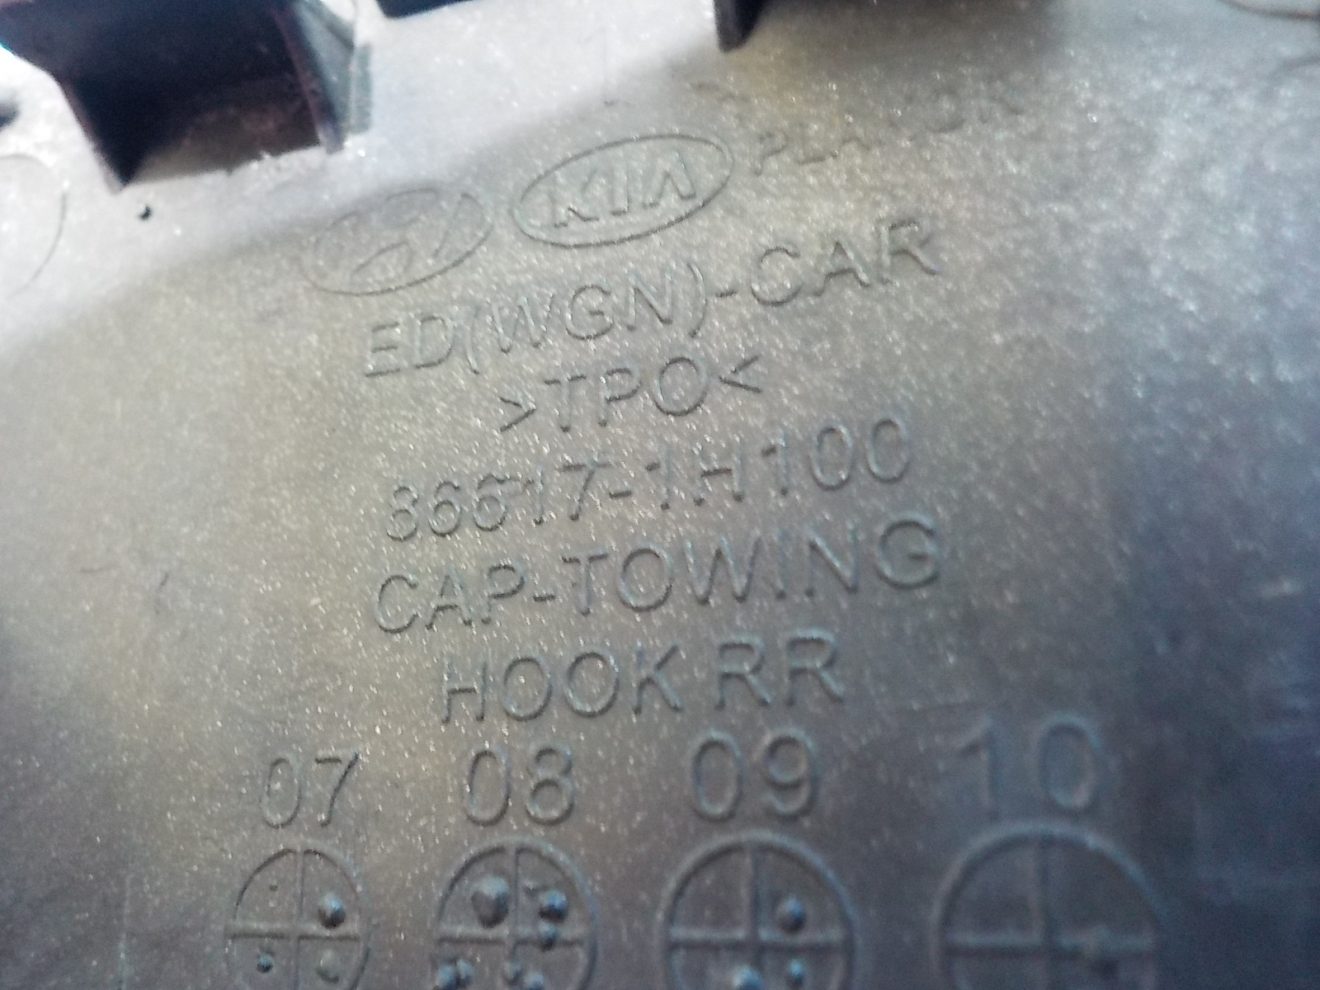 KIA
ED(WGN)-CAR
>TPO<
86617-1H100
CAP-TOWING
HOOK RR
07 08 09 10